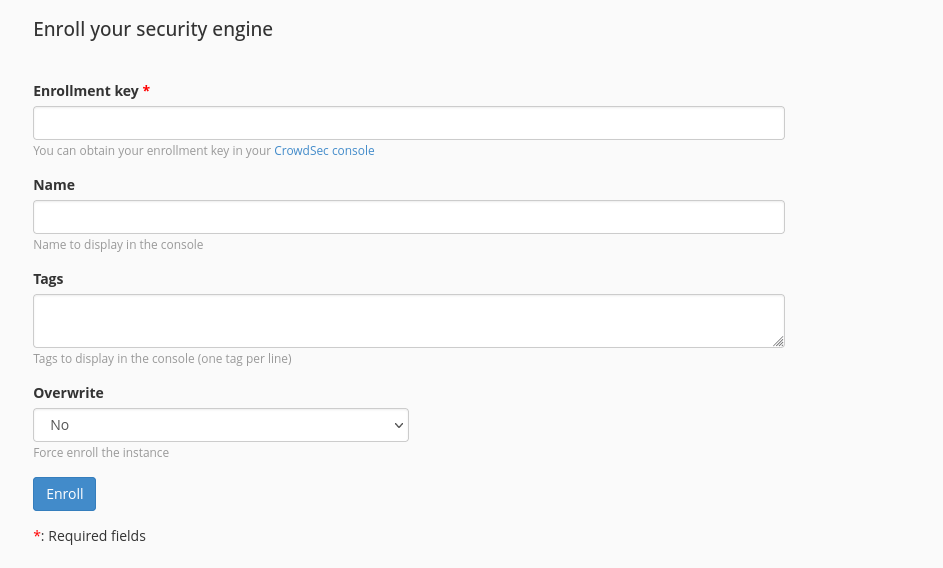 Enroll your security engine
Enrollment key *
You can obtain your enrollment key in your CrowdSec console
Name
Name to display in the console
Tags
Tags to display in the console (one tag per line)
Overwrite
No
Force enroll the instance
Enroll
*: Required fields